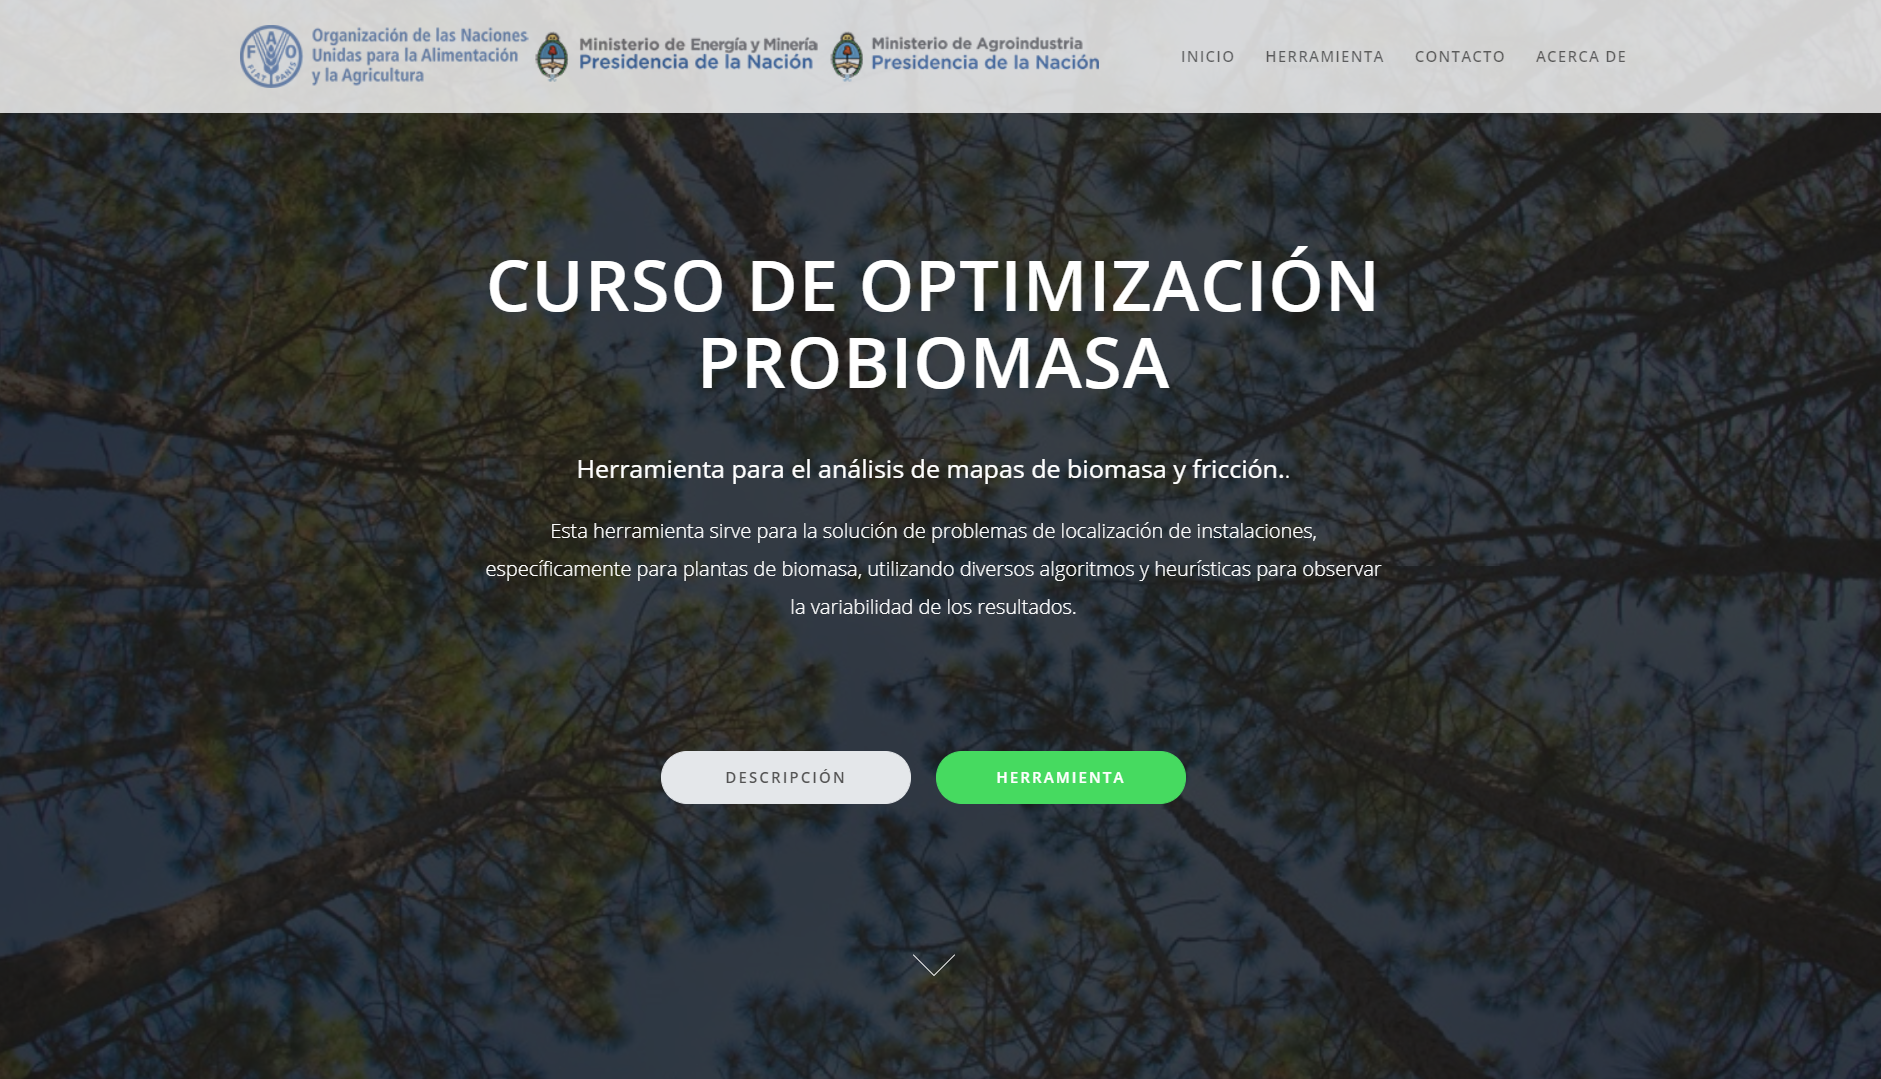 FAO
FIAT PANIS
Organización de las Naciones
Unidas para la Alimentación
y la Agricultura
Ministerio de Energía y Minería
Presidencia de la Nación
Ministerio de Agroindustria
Presidencia de la Nación
INICIO HERRAMIENTA CONTACTO ACERCA DE
CURSO DE OPTIMIZACIÓN
PROBIOMASA
Herramienta para el análisis de mapas de biomasa y fricción..
Esta herramienta sirve para la solución de problemas de localización de instalaciones,
específicamente para plantas de biomasa, utilizando diversos algoritmos y heurísticas para observar
la variabilidad de los resultados.
DESCRIPCIÓN HERRAMIENTA